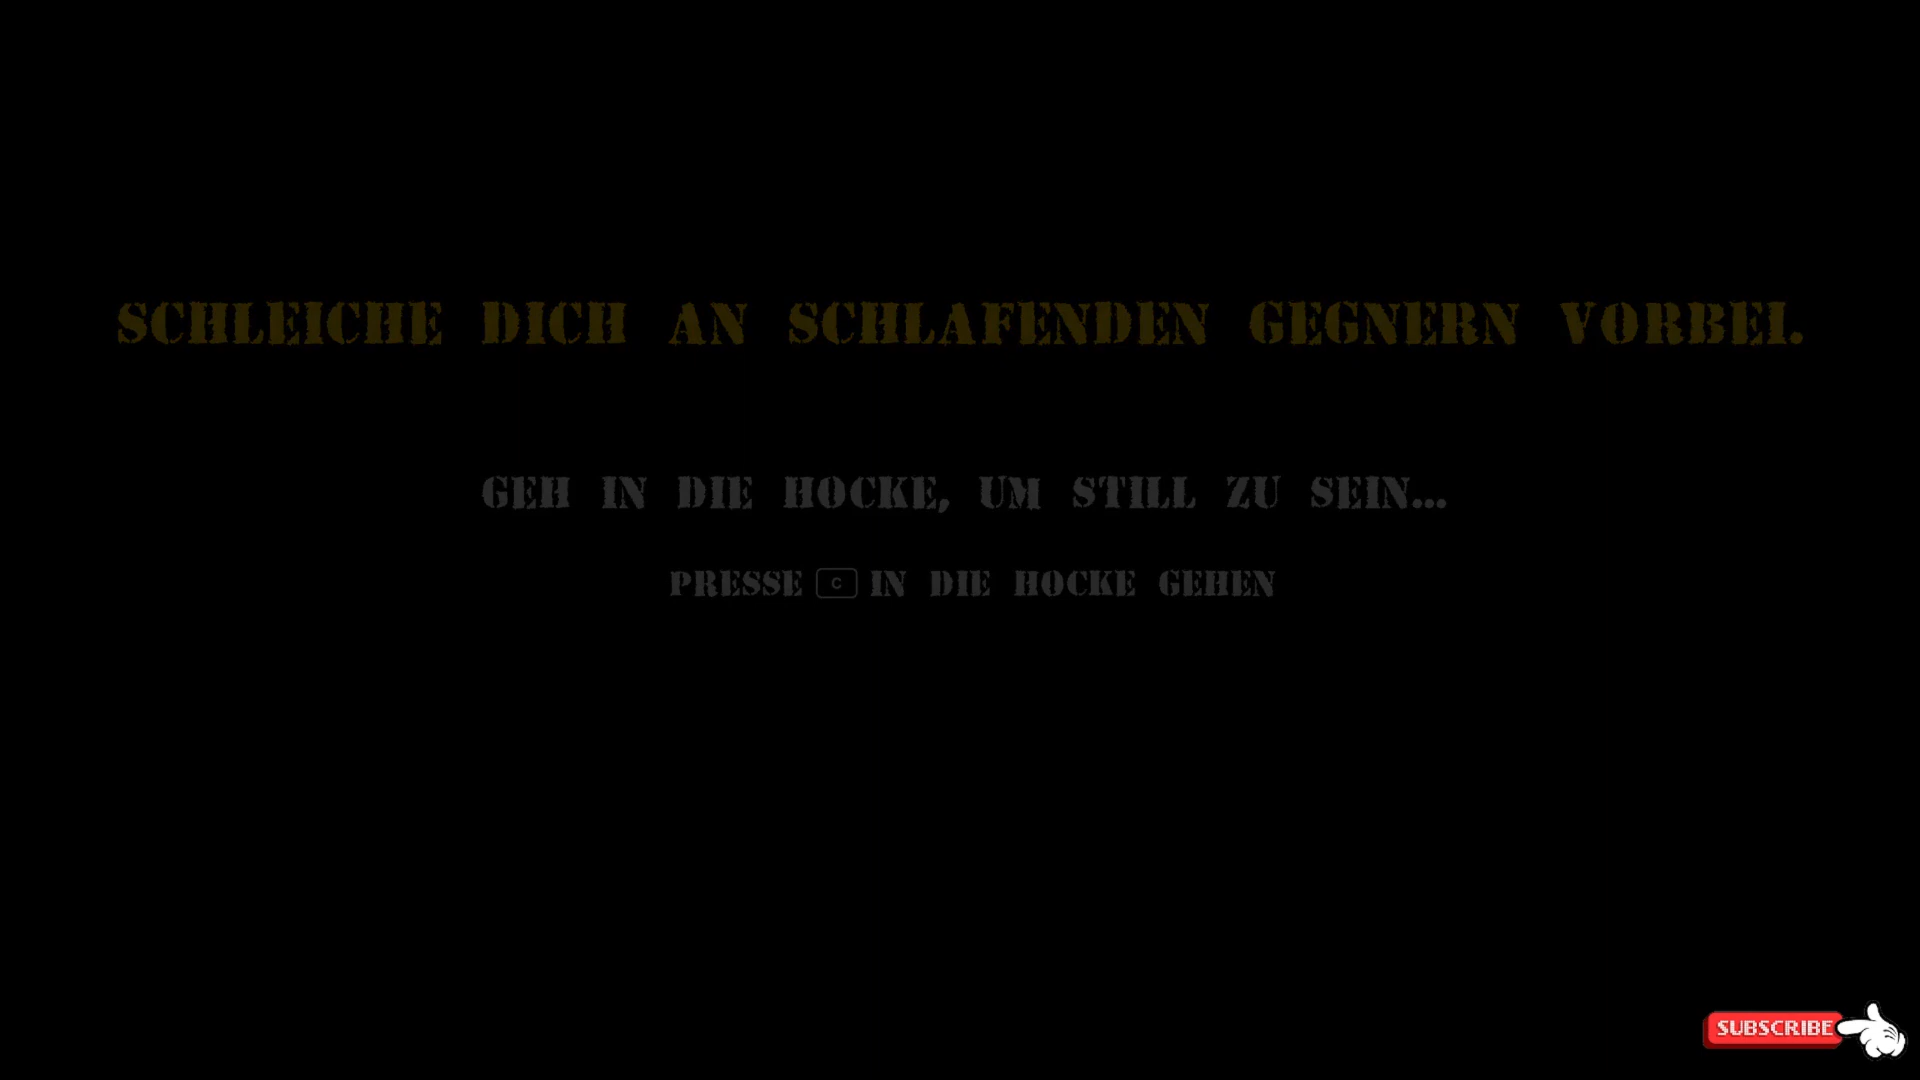 SCHLEICHE DICH AN SCHLAFENDEN GEGNERN VORBEI.
GEH IN DIE HOCKE, UM STILL ZU SEIN...
PRESSE C IN DIE HOCKE GEHEN
SUBSCRIBE